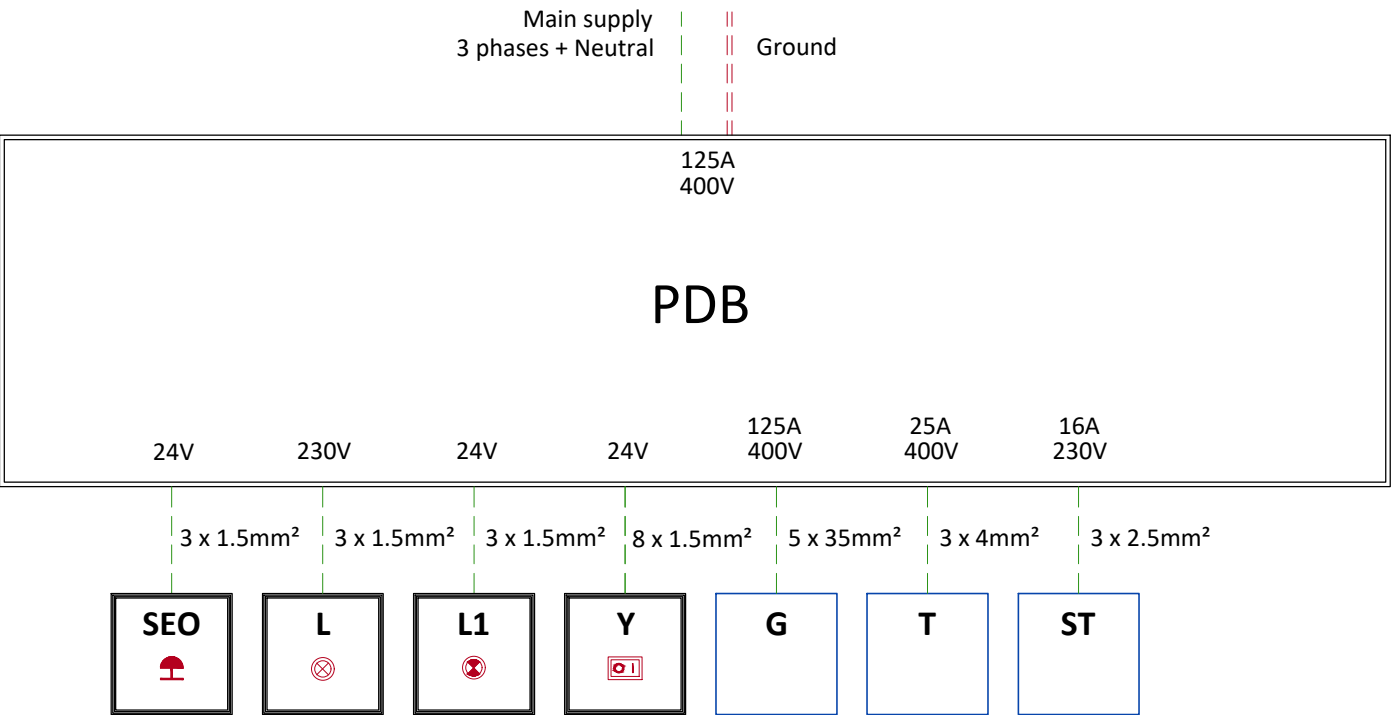 Main supply
3 phases + Neutral
Ground
125A
400V
PDB
24V
230V
24V
24V
125A
400V
25A
400V
16A
230V
3 x 1.5mm²
3 x 1.5mm²
3 x 1.5mm²
8 x 1.5mm²
5 x 35mm²
3 x 4mm²
3 x 2.5mm²
SEO
L
L1
Y
G
T
ST